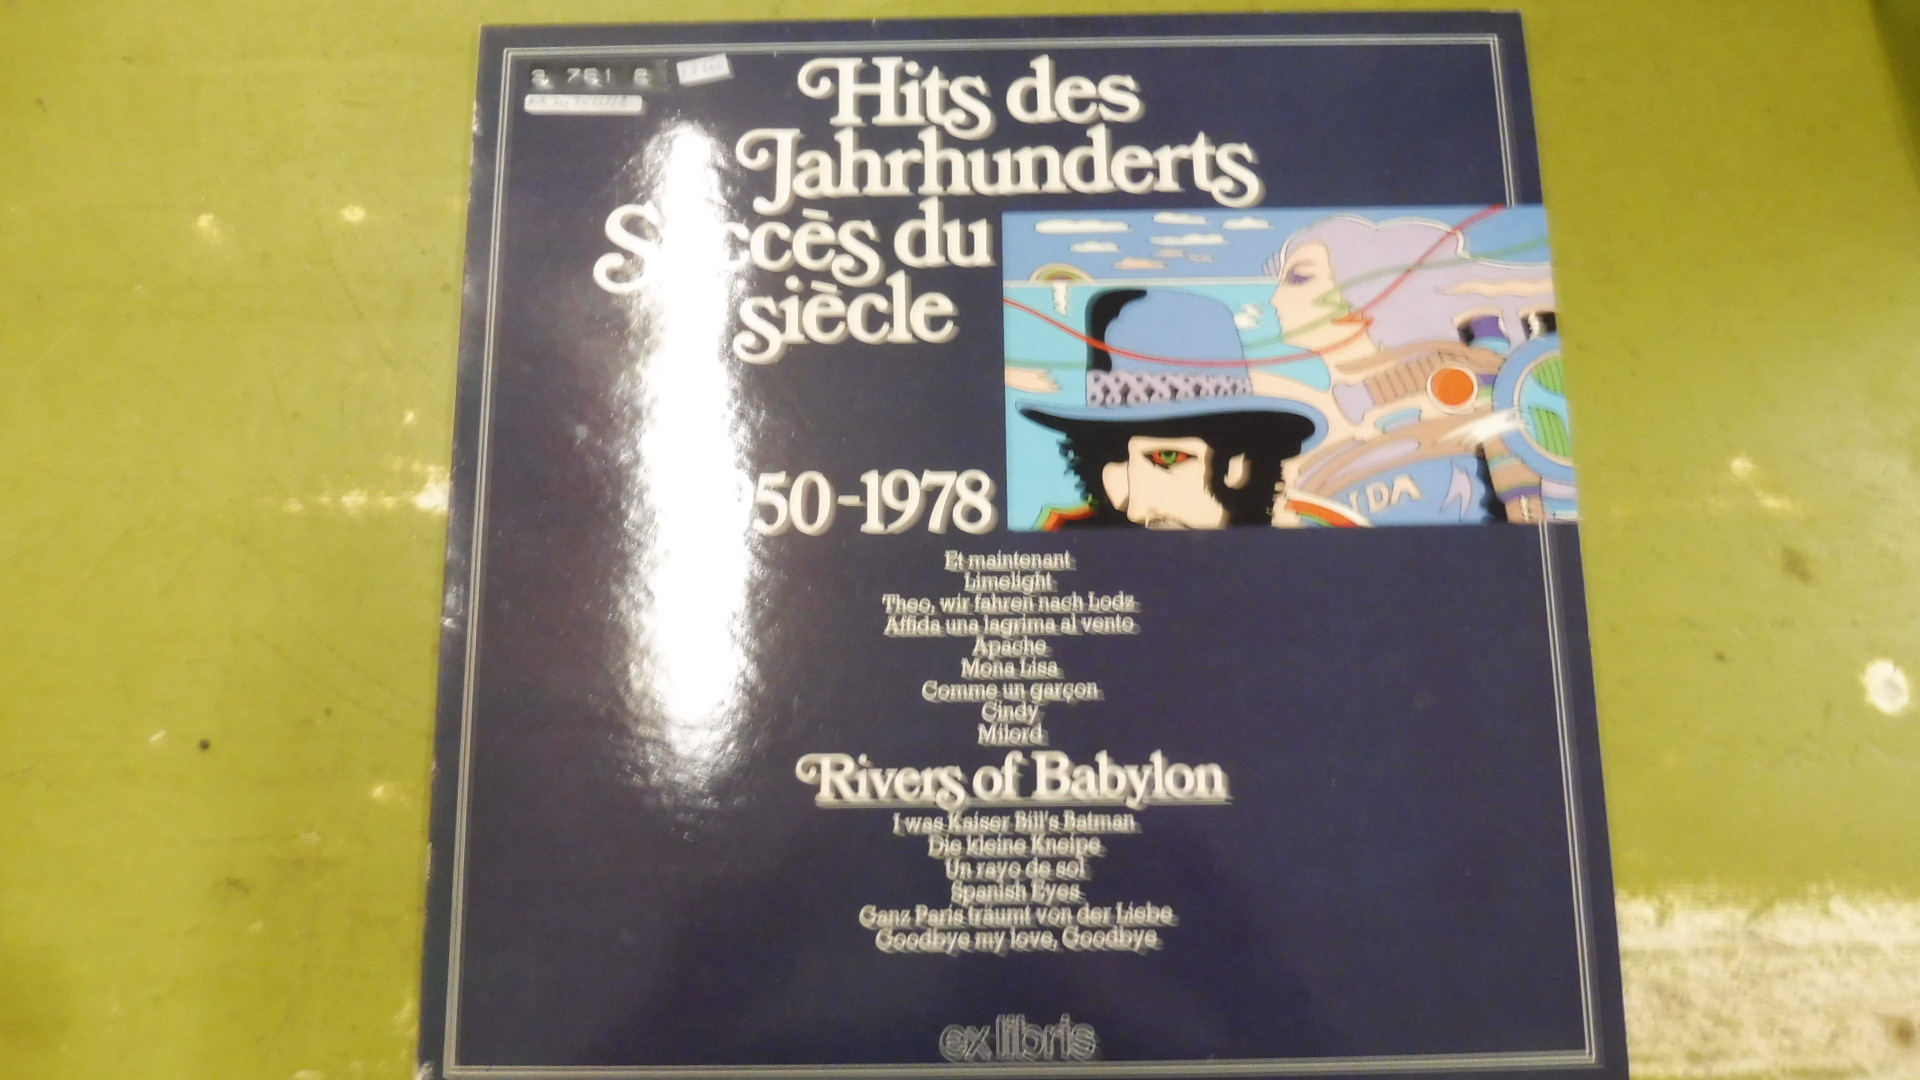 Hits des
Jahrhunderts
Succès du
siècle
50-1978
Et maintenant
Limelight
Theo, wir fahren nach Lodz
Affida una lagrima al vento
Apache
Mona Lisa
Comme un garçon
Cindy
Milord
Rivers of Babylon
I was Kaiser Bill's Batman
Die kleine Kneipe
Un rayo de sol
Spanish Eyes
Ganz Paris träumt von der Liebe
Goodbye my love, Goodbye
ex libris